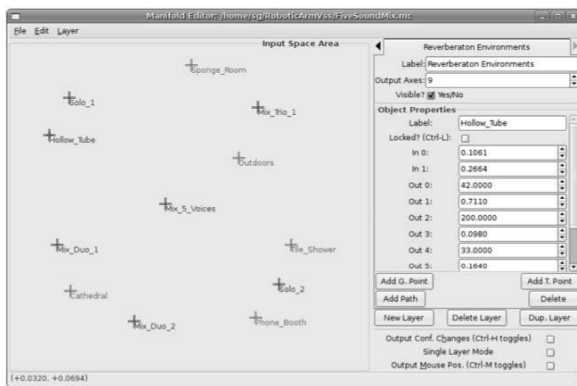 Manifold Editor: /home/sg/RoboticArmVss/FiveSoundMix.mc
File Edit Layer
Input Space Area
Sponge_Room
Solo_1
Mix_Trio_1
Hollow_Tube
Outdoors
Mix_5_Voices
Mix_Duo_1
Tile_Shower
Cathedral
Solo_2
Mix_Duo_2
Phone_Booth
(+0.0320, +0.0694)
Reverberaton Environments
Label: Reverberaton Environments
Output Axes: 9
Visible? Yes/No
Object Properties
Label: Hollow_Tube
Locked? (Ctrl-L):
In 0: 0.1061
In 1: 0.2664
Out 0: 42.0000
Out 1: 0.7110
Out 2: 200.0000
Out 3: 0.0980
Out 4: 33.0000
Out 5: 0.1640
Add G. Point Add T. Point
Add Path Delete
New Layer Delete Layer Dup. Layer
Output Conf. Changes (Ctrl-H toggles)
Single Layer Mode
Output Mouse Pos. (Ctrl-M toggles)